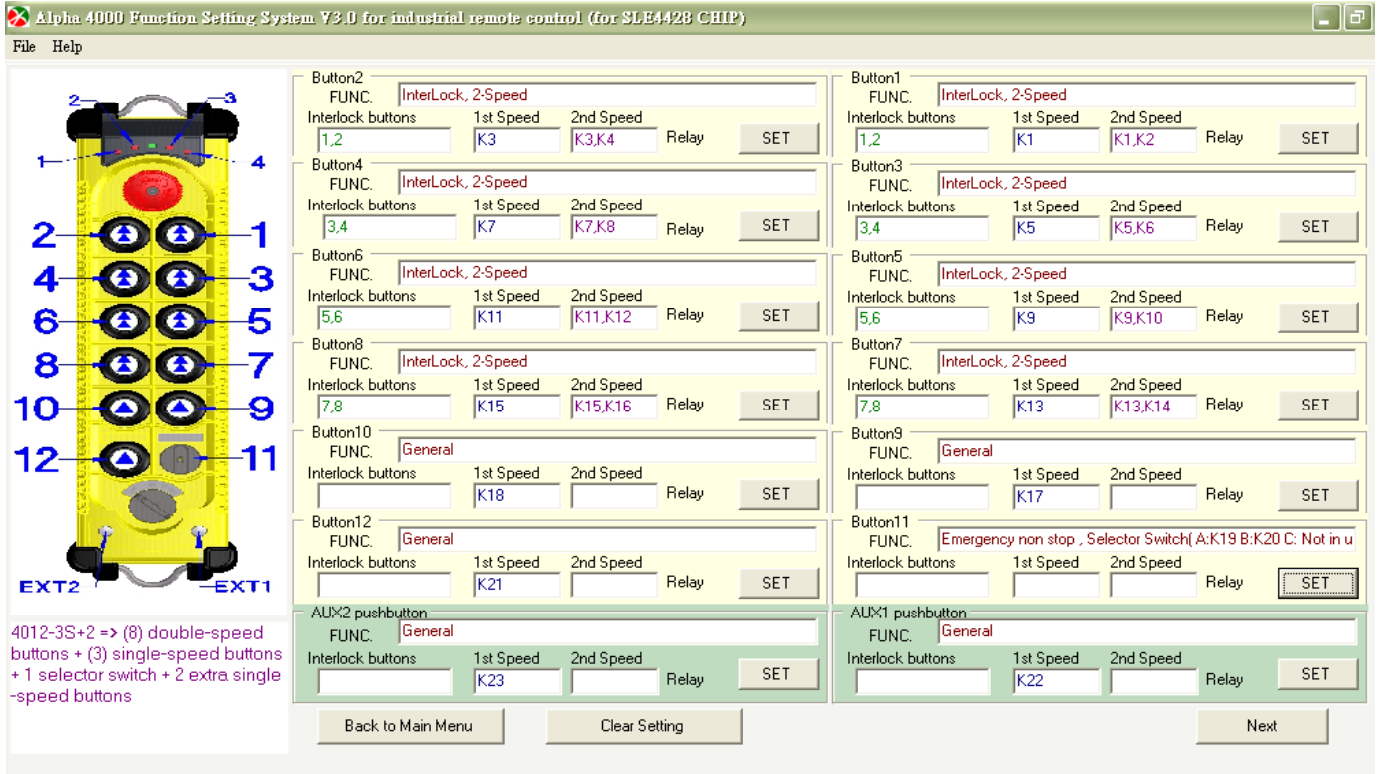 Alpha 4000 Function Setting System V3.0 for industrial remote control (for SLE4428 CHIP)
File Help
2 3
1 4
2 1
4 3
6 5
8 7
10 9
12 11
EXT2 EXT1
4012-3S+2 => (8) double-speed
buttons + (3) single-speed buttons
+ 1 selector switch + 2 extra single
-speed buttons
Button2
FUNC. InterLock, 2-Speed
Interlock buttons 1st Speed 2nd Speed
1,2 K3 K3,K4 Relay SET
Button1
FUNC. InterLock, 2-Speed
Interlock buttons 1st Speed 2nd Speed
1,2 K1 K1,K2 Relay SET
Button4
FUNC. InterLock, 2-Speed
Interlock buttons 1st Speed 2nd Speed
3,4 K7 K7,K8 Relay SET
Button3
FUNC. InterLock, 2-Speed
Interlock buttons 1st Speed 2nd Speed
3,4 K5 K5,K6 Relay SET
Button6
FUNC. InterLock, 2-Speed
Interlock buttons 1st Speed 2nd Speed
5,6 K11 K11,K12 Relay SET
Button5
FUNC. InterLock, 2-Speed
Interlock buttons 1st Speed 2nd Speed
5,6 K9 K9,K10 Relay SET
Button8
FUNC. InterLock, 2-Speed
Interlock buttons 1st Speed 2nd Speed
7,8 K15 K15,K16 Relay SET
Button7
FUNC. InterLock, 2-Speed
Interlock buttons 1st Speed 2nd Speed
7,8 K13 K13,K14 Relay SET
Button10
FUNC. General
Interlock buttons 1st Speed 2nd Speed
K18 Relay SET
Button9
FUNC. General
Interlock buttons 1st Speed 2nd Speed
K17 Relay SET
Button12
FUNC. General
Interlock buttons 1st Speed 2nd Speed
K21 Relay SET
Button11
FUNC. Emergency non stop , Selector Switch( A:K19 B:K20 C: Not in u
Interlock buttons 1st Speed 2nd Speed
Relay SET
AUX2 pushbutton
FUNC. General
Interlock buttons 1st Speed 2nd Speed
K23 Relay SET
AUX1 pushbutton
FUNC. General
Interlock buttons 1st Speed 2nd Speed
K22 Relay SET
Back to Main Menu Clear Setting Next